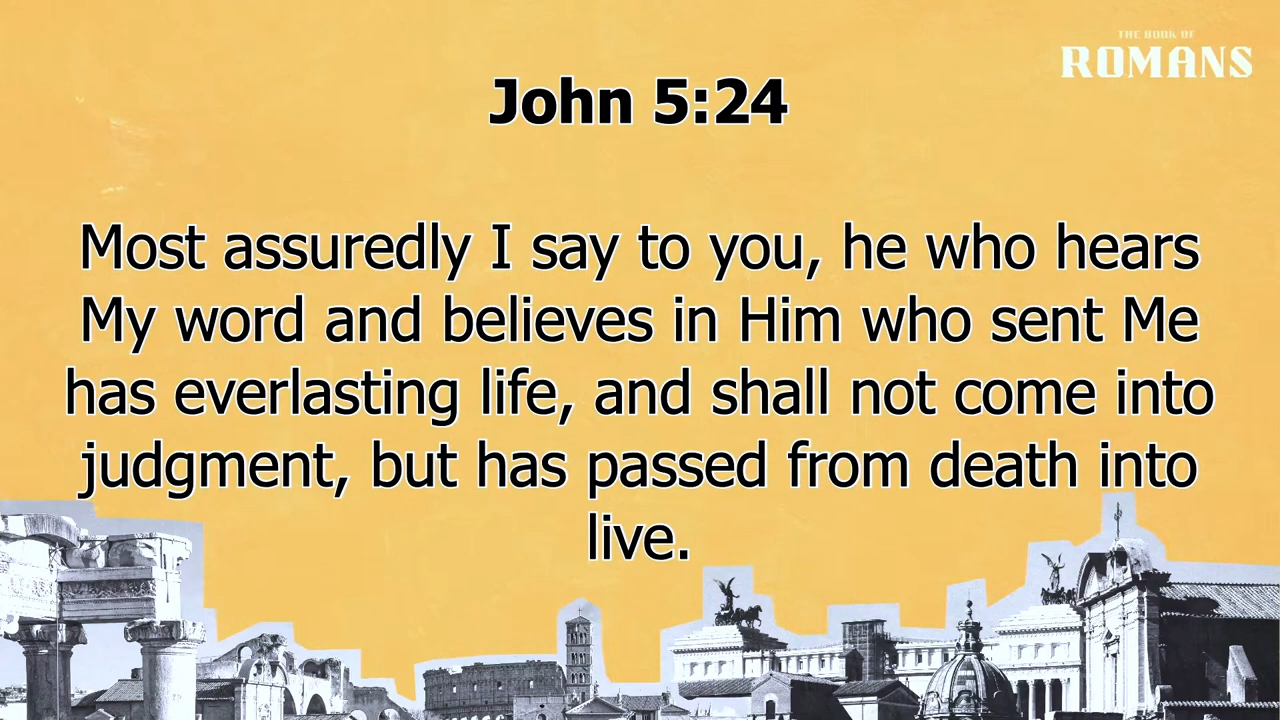 THE BOOK OF
ROMANS
John 5:24
Most assuredly I say to you, he who hears
My word and believes in Him who sent Me
has everlasting life, and shall not come into
judgment, but has passed from death into
live.